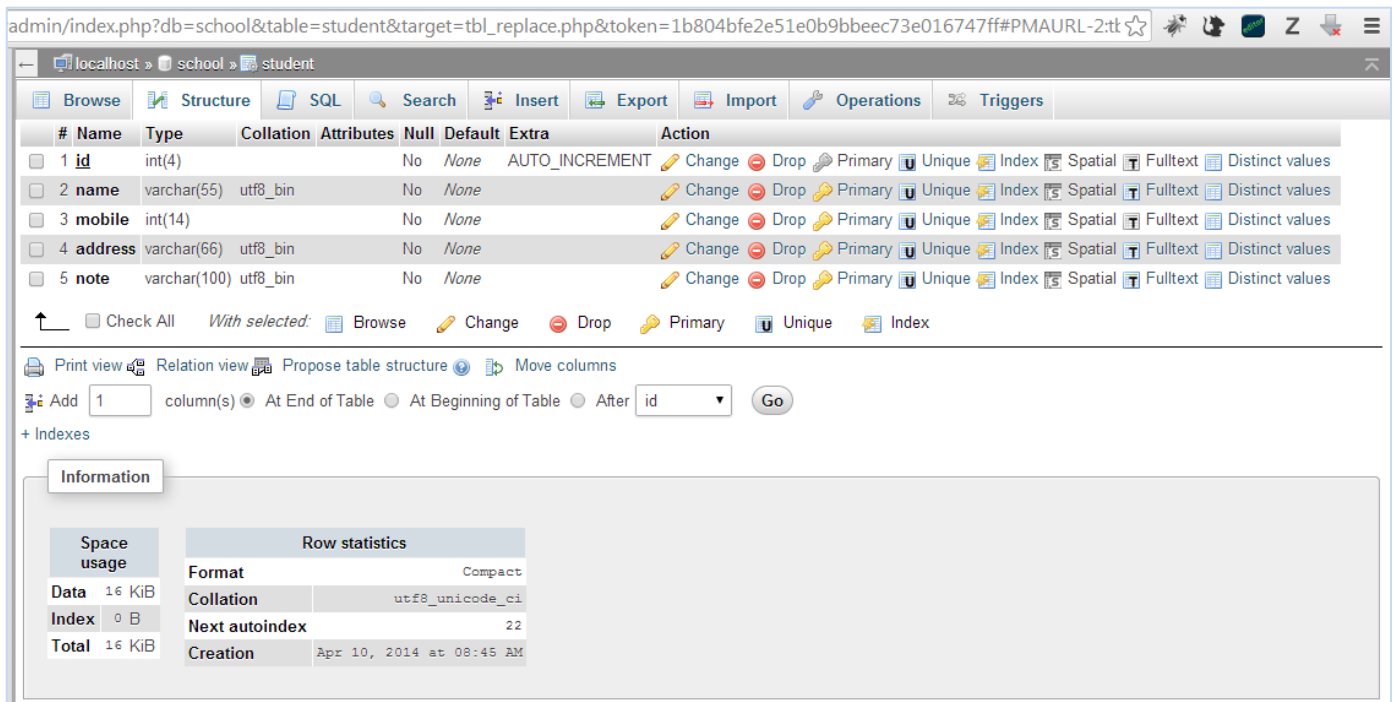 admin/index.php?db=school&table=student&target=tbl_replace.php&token=1b804bfe2e51e0b9bbeec73e016747ff#PMAURL-2:tl
localhost » school » student
Browse Structure SQL Search Insert Export Import Operations Triggers
# Name Type Collation Attributes Null Default Extra Action
1 id int(4) No None AUTO_INCREMENT Change Drop Primary Unique Index Spatial Fulltext Distinct values
2 name varchar(55) utf8_bin No None Change Drop Primary Unique Index Spatial Fulltext Distinct values
3 mobile int(14) No None Change Drop Primary Unique Index Spatial Fulltext Distinct values
4 address varchar(66) utf8_bin No None Change Drop Primary Unique Index Spatial Fulltext Distinct values
5 note varchar(100) utf8_bin No None Change Drop Primary Unique Index Spatial Fulltext Distinct values
Check All With selected: Browse Change Drop Primary Unique Index
Print view Relation view Propose table structure Move columns
Add 1 column(s) At End of Table At Beginning of Table After id Go
+ Indexes
Information
Space usage
Data 16 KiB
Index 0 B
Total 16 KiB
Row statistics
Format Compact
Collation utf8_unicode_ci
Next autoindex 22
Creation Apr 10, 2014 at 08:45 AM